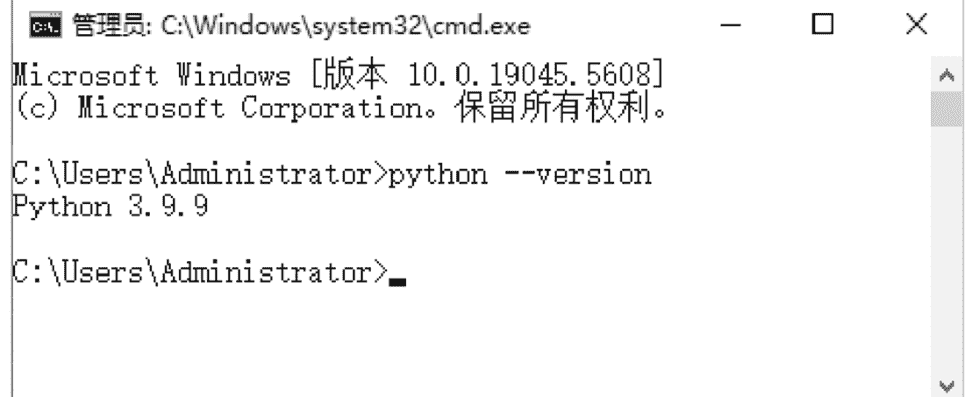 管理员: C:\Windows\system32\cmd.exe
Microsoft Windows [版本 10.0.19045.5608]
(c) Microsoft Corporation。保留所有权利。
C:\Users\Administrator>python --version
Python 3.9.9
C:\Users\Administrator>